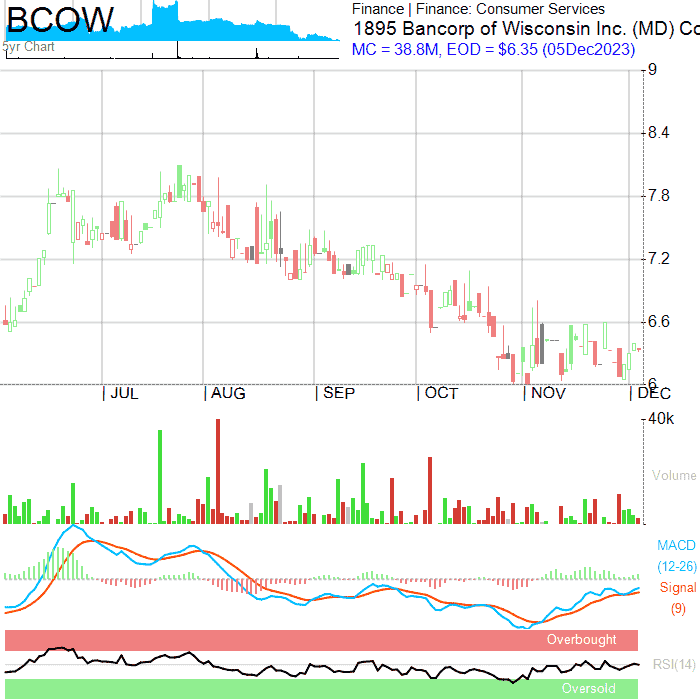 BCOW
5yr Chart
Finance | Finance: Consumer Services
1895 Bancorp of Wisconsin Inc. (MD) Co
MC = 38.8M, EOD = $6.35 (05Dec2023)
9
8.4
7.8
7.2
6.6
6
| JUL | AUG | SEP | OCT | NOV | DEC
40k
Volume
MACD
(12-26)
Signal
(9)
Overbought
RSI(14)
Oversold